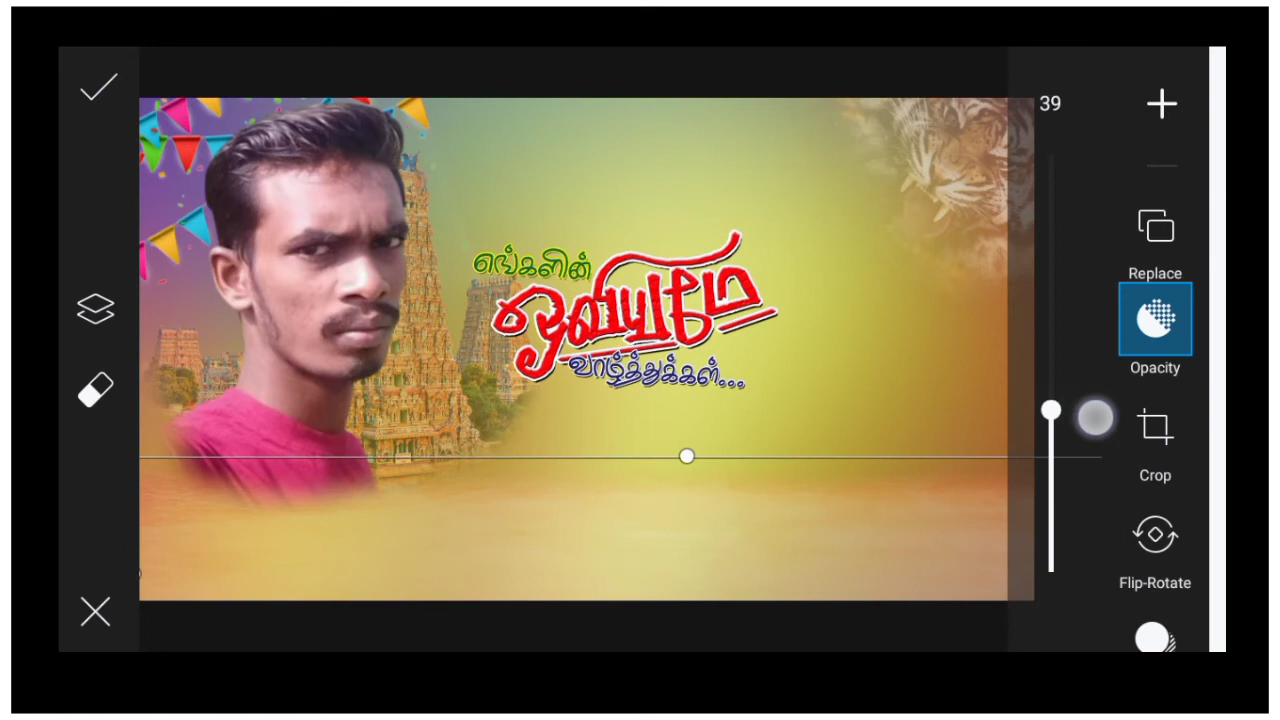 39
Replace
Opacity
Crop
Flip-Rotate
எங்களின்
ஓவியமே
வாழ்த்துக்கள்...